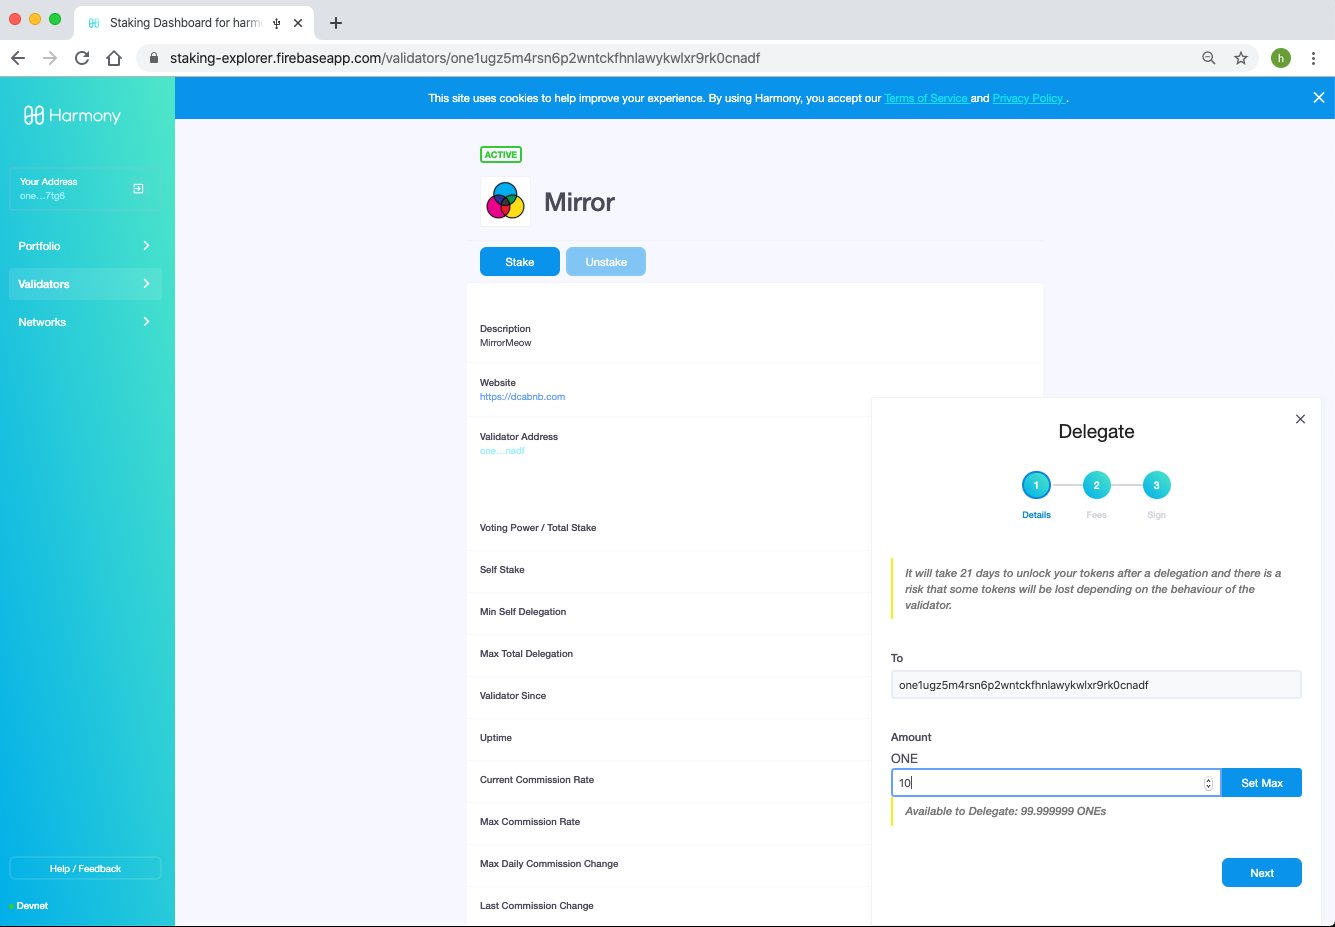 Staking Dashboard for harm
staking-explorer.firebaseapp.com/validators/one1ugz5m4rsn6p2wntckfhnlawykwlxr9rk0cnadf
h
This site uses cookies to help improve your experience. By using Harmony, you accept our Terms of Service and Privacy Policy .
Harmony
Your Address
one...7tg6
Portfolio
Validators
Networks
Help / Feedback
Devnet
ACTIVE
Mirror
Stake
Unstake
Description
MirrorMeow
Website
https://dcabnb.com
Validator Address
one...nadf
Voting Power / Total Stake
Self Stake
Min Self Delegation
Max Total Delegation
Validator Since
Uptime
Current Commission Rate
Max Commission Rate
Max Daily Commission Change
Last Commission Change
Delegate
1 2 3
Details Fees Sign
It will take 21 days to unlock your tokens after a delegation and there is a
risk that some tokens will be lost depending on the behaviour of the
validator.
To
one1ugz5m4rsn6p2wntckfhnlawykwlxr9rk0cnadf
Amount
ONE
10
Set Max
Available to Delegate: 99.999999 ONEs
Next